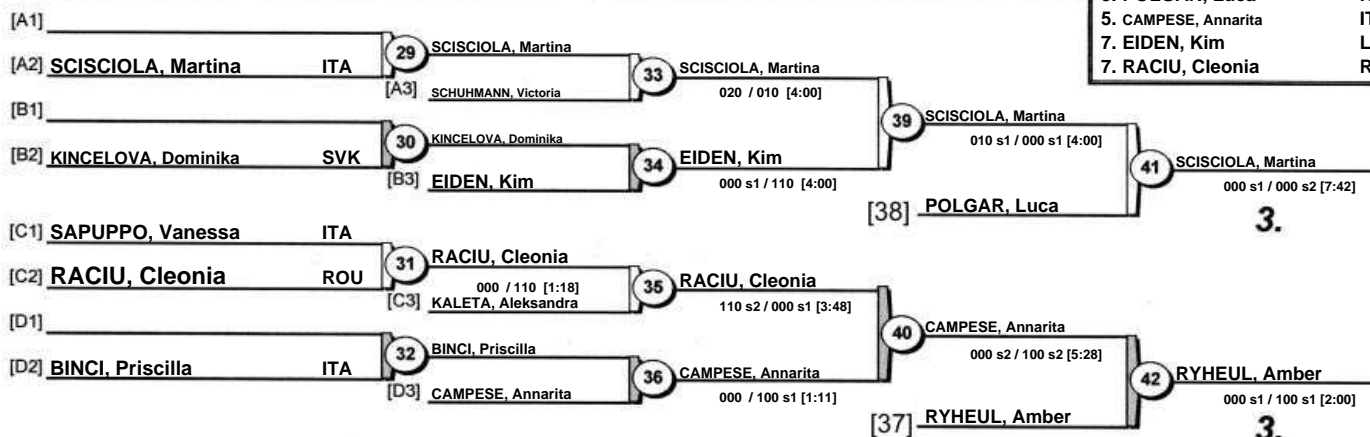 5. CAMPESE, Annarita
7. EIDEN, Kim
7. RACIU, Cleonia
[A1]
[A2] SCISCIOLA, Martina ITA
29
SCISCIOLA, Martina
[A3] SCHUHMANN, Victoria
33
SCISCIOLA, Martina
020 / 010 [4:00]
[B1]
[B2] KINCELOVA, Dominika SVK
30
KINCELOVA, Dominika
[B3] EIDEN, Kim
34
EIDEN, Kim
000 s1 / 110 [4:00]
39
SCISCIOLA, Martina
010 s1 / 000 s1 [4:00]
[38] POLGAR, Luca
41
SCISCIOLA, Martina
000 s1 / 000 s2 [7:42]
3.
[C1] SAPUPPO, Vanessa ITA
[C2] RACIU, Cleonia ROU
31
RACIU, Cleonia
000 / 110 [1:18]
[C3] KALETA, Aleksandra
35
RACIU, Cleonia
110 s2 / 000 s1 [3:48]
[D1]
[D2] BINCI, Priscilla ITA
32
BINCI, Priscilla
[D3] CAMPESE, Annarita
36
CAMPESE, Annarita
000 / 100 s1 [1:11]
40
CAMPESE, Annarita
000 s2 / 100 s2 [5:28]
[37] RYHEUL, Amber
42
RYHEUL, Amber
000 s1 / 100 s1 [2:00]
3.